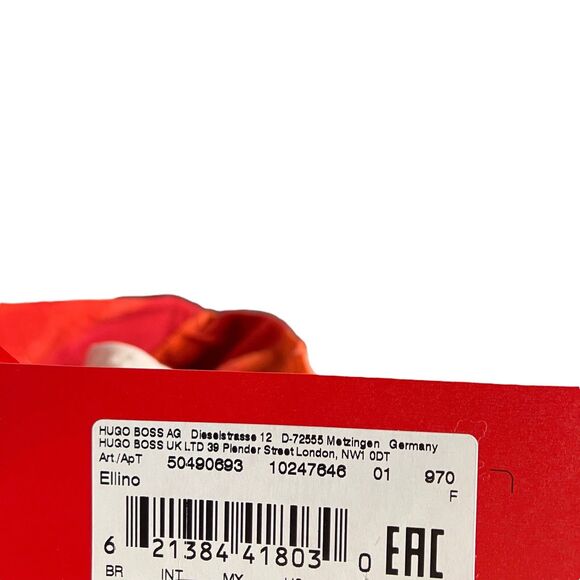 HUGO BOSS AG Dieselstrasse 12 D-72555 Metzingen Germany
HUGO BOSS UK LTD 39 Plender Street London, NW1 0DT
Art/АрТ 50490693 10247646 01 970
Ellino F
6 21384 41803 0 EAC
BR INT MX